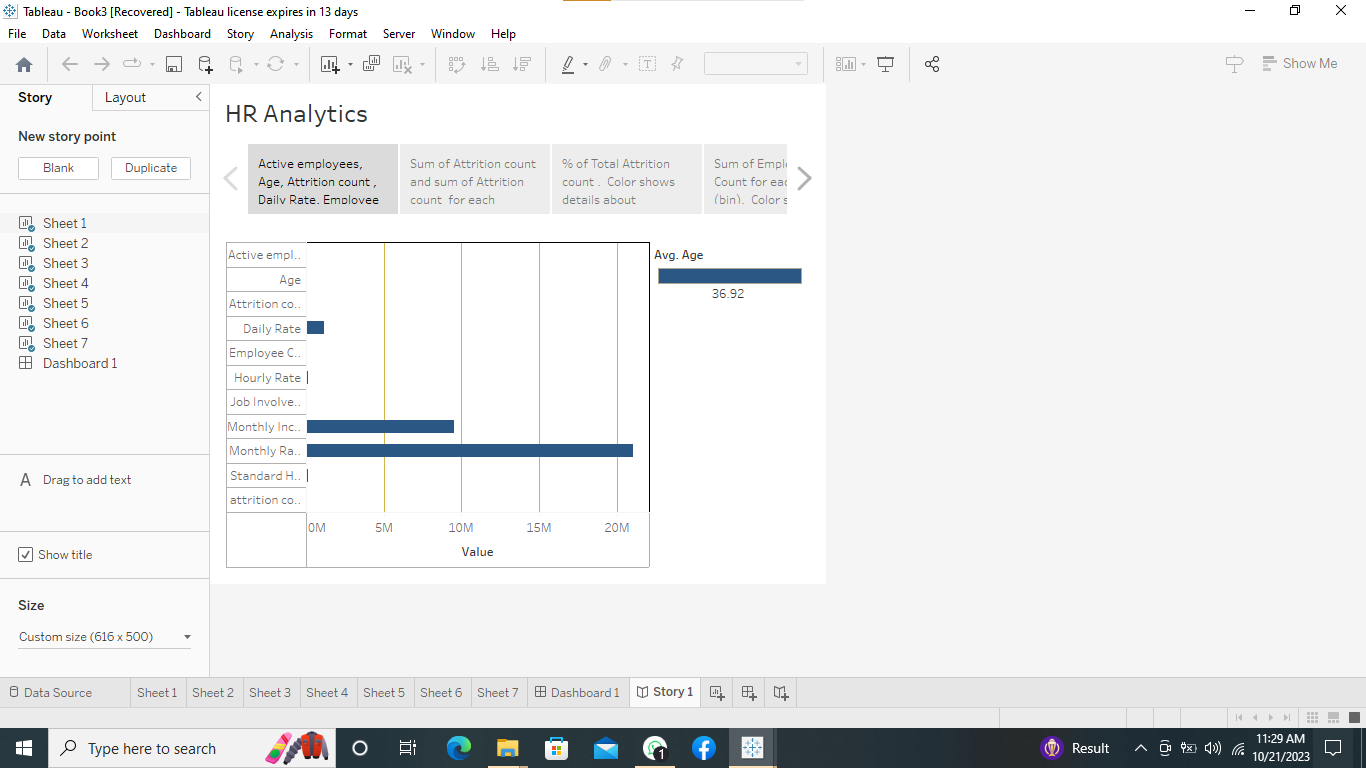 Tableau - Book3 [Recovered] - Tableau license expires in 13 days
File Data Worksheet Dashboard Story Analysis Format Server Window Help
Show Me
Story Layout
New story point
Blank Duplicate
Sheet 1
Sheet 2
Sheet 3
Sheet 4
Sheet 5
Sheet 6
Sheet 7
Dashboard 1
A Drag to add text
Show title
Size
Custom size (616 x 500)
HR Analytics
Active employees,
Age, Attrition count ,
Daily Rate, Employee
Sum of Attrition count
and sum of Attrition
count for each
% of Total Attrition
count . Color shows
details about
Sum of Empl
Count for eac
(bin). Color s
Active empl..
Age
Attrition co..
Daily Rate
Employee C..
Hourly Rate
Job Involve..
Monthly Inc..
Monthly Ra..
Standard H..
attrition co..
0M 5M 10M 15M 20M
Value
Avg. Age
36.92
Data Source Sheet 1 Sheet 2 Sheet 3 Sheet 4 Sheet 5 Sheet 6 Sheet 7 Dashboard 1 Story 1
Type here to search
1
Result
11:29 AM
10/21/2023